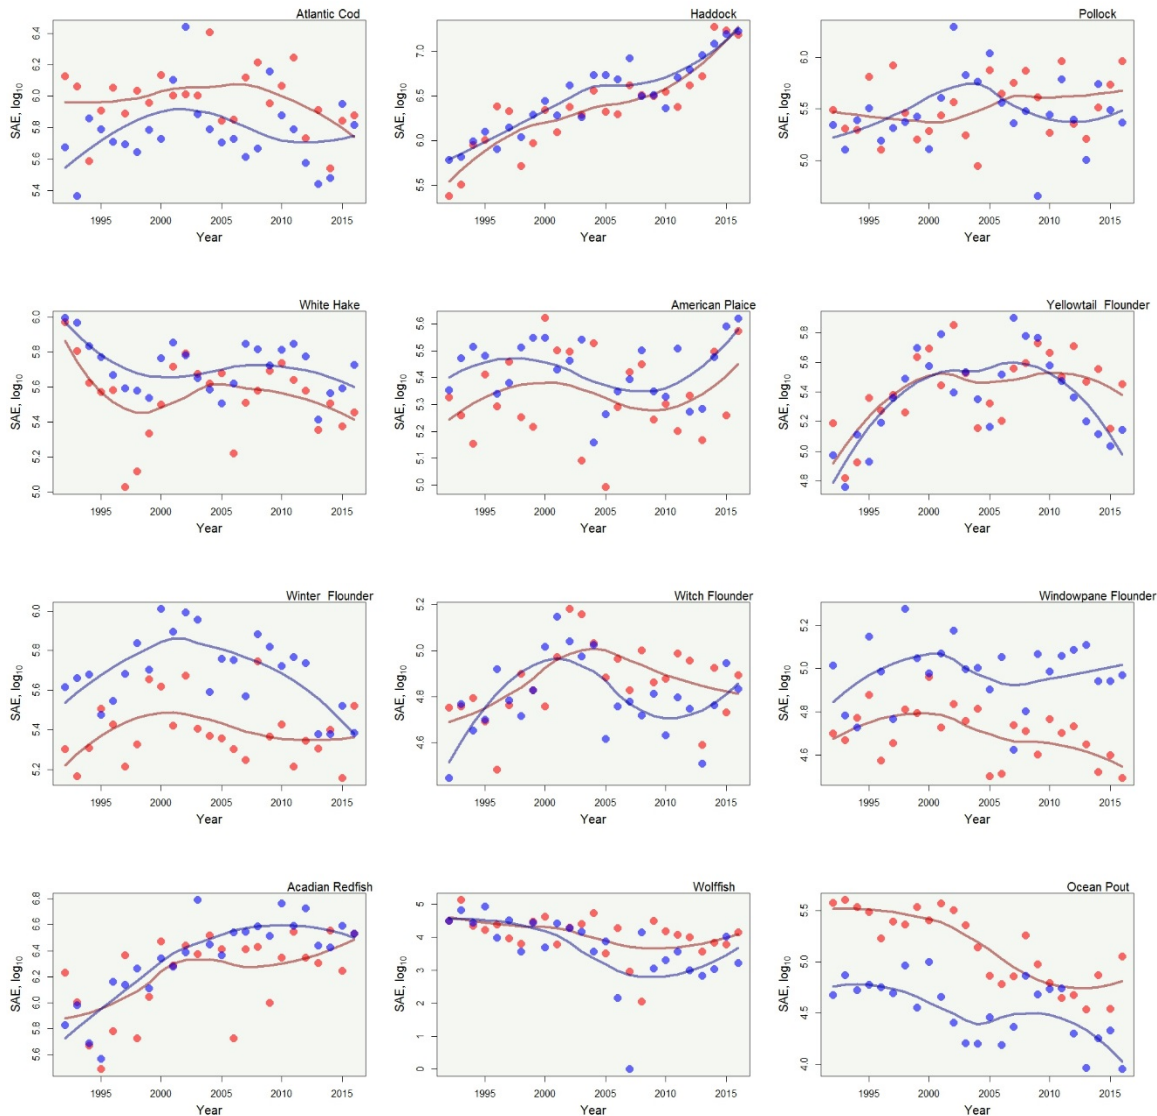 Atlantic Cod
SAE, log10
5.4 5.6 5.8 6.0 6.2 6.4
1995 2000 2005 2010 2015
Year
Haddock
SAE, log10
5.5 6.0 6.5 7.0
1995 2000 2005 2010 2015
Year
Pollock
SAE, log10
5.0 5.5 6.0
1995 2000 2005 2010 2015
Year
White Hake
SAE, log10
5.0 5.2 5.4 5.6 5.8 6.0
1995 2000 2005 2010 2015
Year
American Plaice
SAE, log10
5.0 5.1 5.2 5.3 5.4 5.5 5.6
1995 2000 2005 2010 2015
Year
Yellowtail Flounder
SAE, log10
4.8 5.0 5.2 5.4 5.6 5.8
1995 2000 2005 2010 2015
Year
Winter Flounder
SAE, log10
5.2 5.4 5.6 5.8 6.0
1995 2000 2005 2010 2015
Year
Witch Flounder
SAE, log10
4.6 4.8 5.0 5.2
1995 2000 2005 2010 2015
Year
Windowpane Flounder
SAE, log10
4.6 4.8 5.0 5.2
1995 2000 2005 2010 2015
Year
Acadian Redfish
SAE, log10
5.6 5.8 6.0 6.2 6.4 6.6 6.8
1995 2000 2005 2010 2015
Year
Wolffish
SAE, log10
0 1 2 3 4 5
1995 2000 2005 2010 2015
Year
Ocean Pout
SAE, log10
4.0 4.5 5.0 5.5
1995 2000 2005 2010 2015
Year